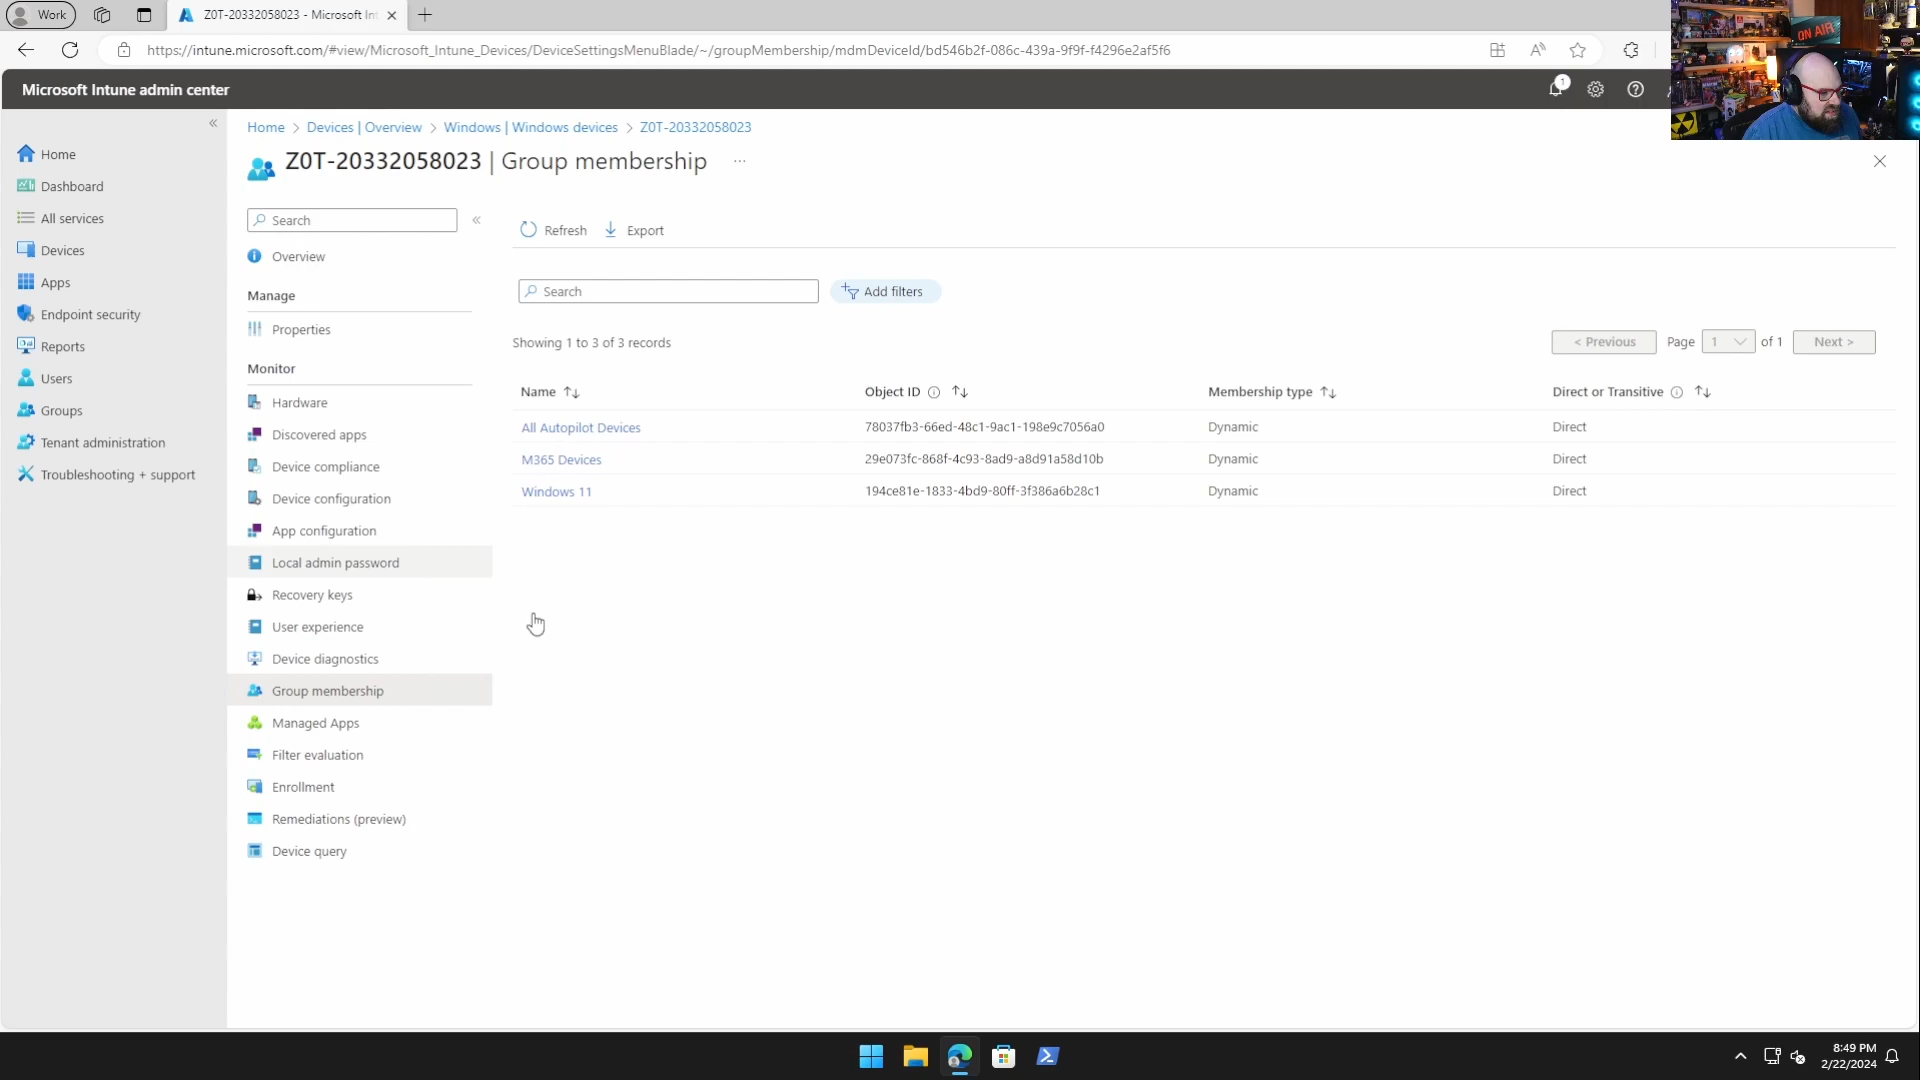 Work
Z0T-20332058023 - Microsoft In
https://intune.microsoft.com/#view/Microsoft_Intune_Devices/DeviceSettingsMenuBlade/~/groupMembership/mdmDeviceId/bd546b2f-086c-439a-9f9f-f4296e2af5f6
ON AIR
Microsoft Intune admin center
1
Home > Devices | Overview > Windows | Windows devices > Z0T-20332058023
Z0T-20332058023 | Group membership ...
Home
Dashboard
All services
Devices
Apps
Endpoint security
Reports
Users
Groups
Tenant administration
Troubleshooting + support
Search
Overview
Manage
Properties
Monitor
Hardware
Discovered apps
Device compliance
Device configuration
App configuration
Local admin password
Recovery keys
User experience
Device diagnostics
Group membership
Managed Apps
Filter evaluation
Enrollment
Remediations (preview)
Device query
Refresh Export
Search Add filters
Showing 1 to 3 of 3 records
< Previous Page 1 of 1 Next >
Name Object ID Membership type Direct or Transitive
All Autopilot Devices 78037fb3-66ed-48c1-9ac1-198e9c7056a0 Dynamic Direct
M365 Devices 29e073fc-868f-4c93-8ad9-a8d91a58d10b Dynamic Direct
Windows 11 194ce81e-1833-4bd9-80ff-3f386a6b28c1 Dynamic Direct
8:49 PM
2/22/2024